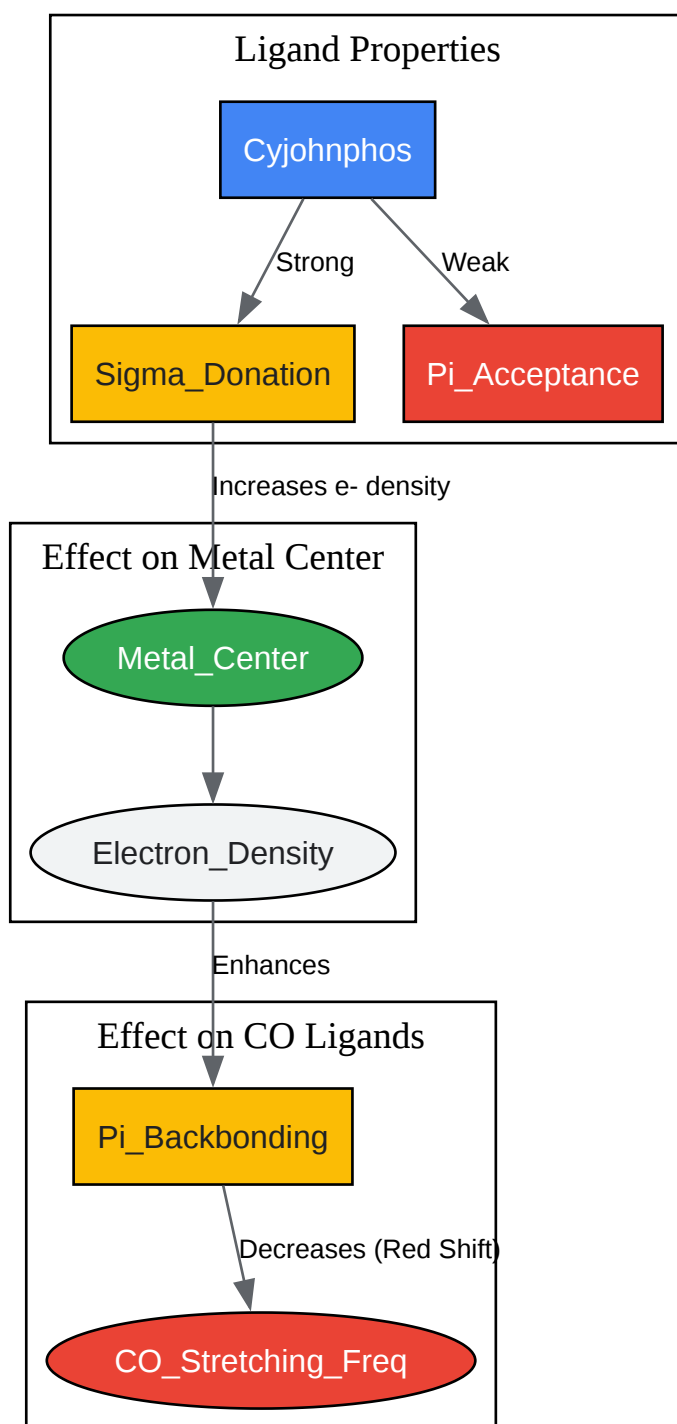 Ligand Properties
Cyjohnphos
Strong
Weak
Sigma_Donation
Pi_Acceptance
Increases e- density
Effect on Metal Center
Metal_Center
Electron_Density
Enhances
Effect on CO Ligands
Pi_Backbonding
Decreases (Red Shift)
CO_Stretching_Freq